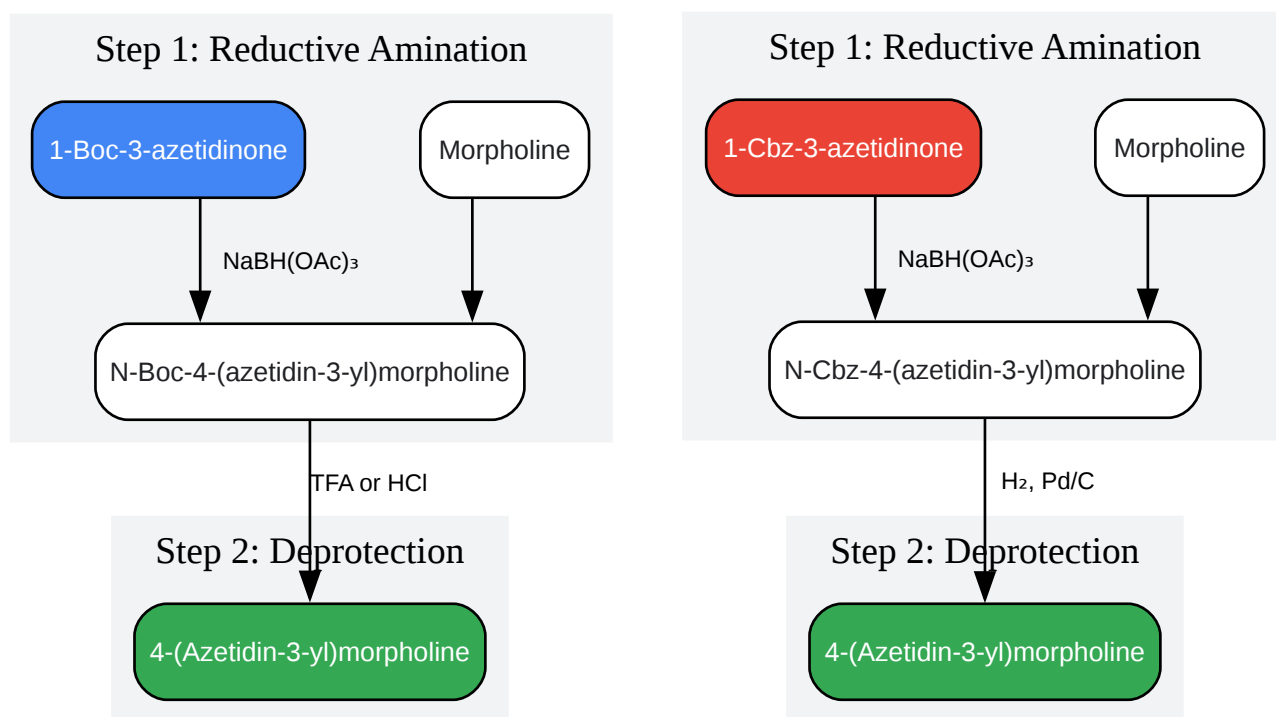 Step 1: Reductive Amination
1-Boc-3-azetidinone
Morpholine
NaBH(OAc)₃
N-Boc-4-(azetidin-3-yl)morpholine
TFA or HCl
Step 2: Deprotection
4-(Azetidin-3-yl)morpholine
Step 1: Reductive Amination
1-Cbz-3-azetidinone
Morpholine
NaBH(OAc)₃
N-Cbz-4-(azetidin-3-yl)morpholine
H₂, Pd/C
Step 2: Deprotection
4-(Azetidin-3-yl)morpholine